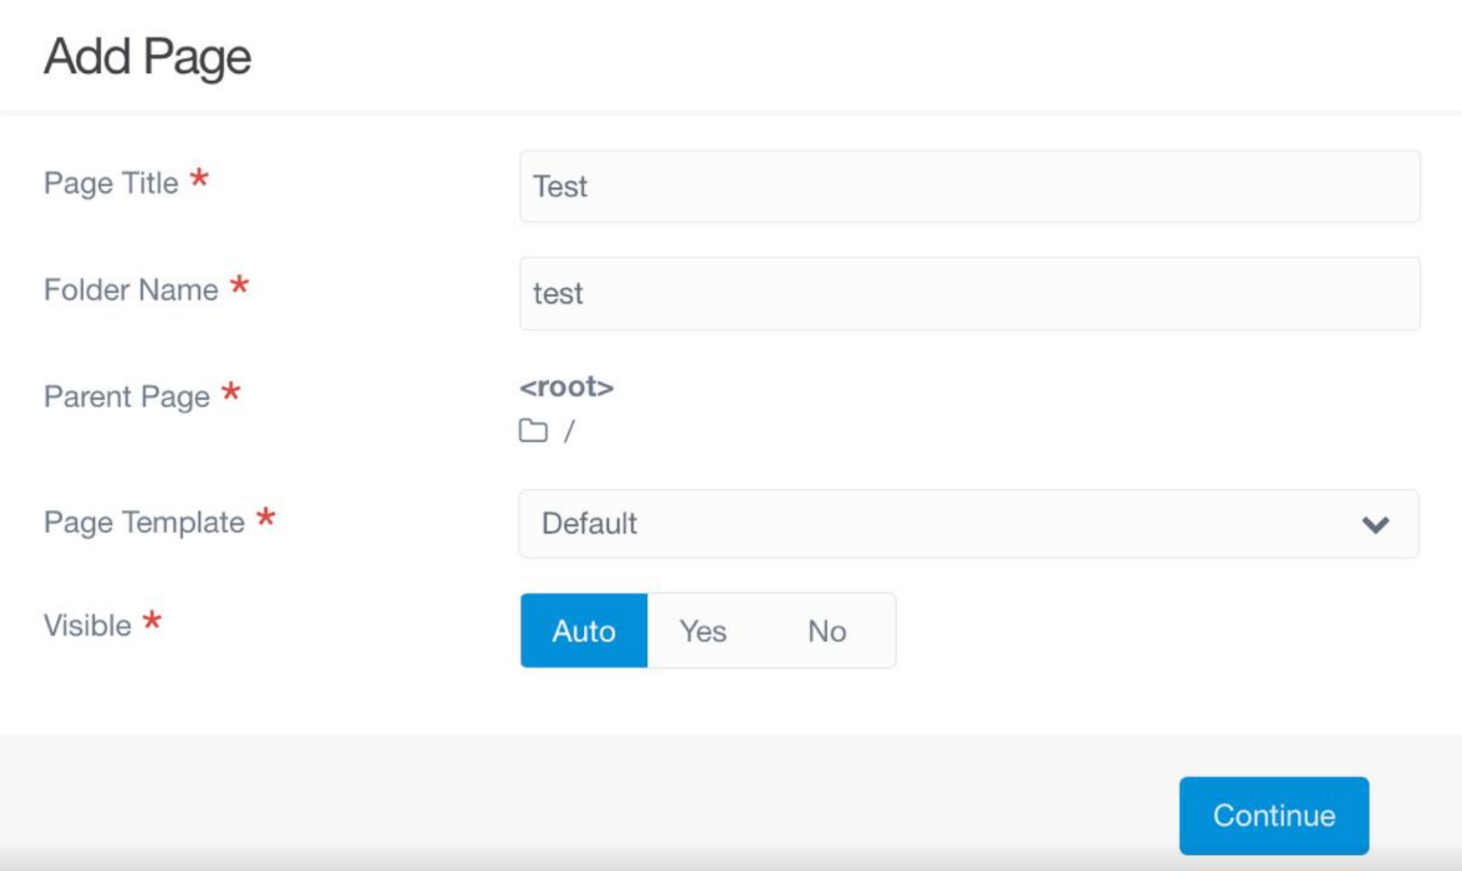 Add Page
Page Title *
Test
Folder Name *
test
Parent Page *
<root>
/
Page Template *
Default
Visible *
Auto Yes No
Continue